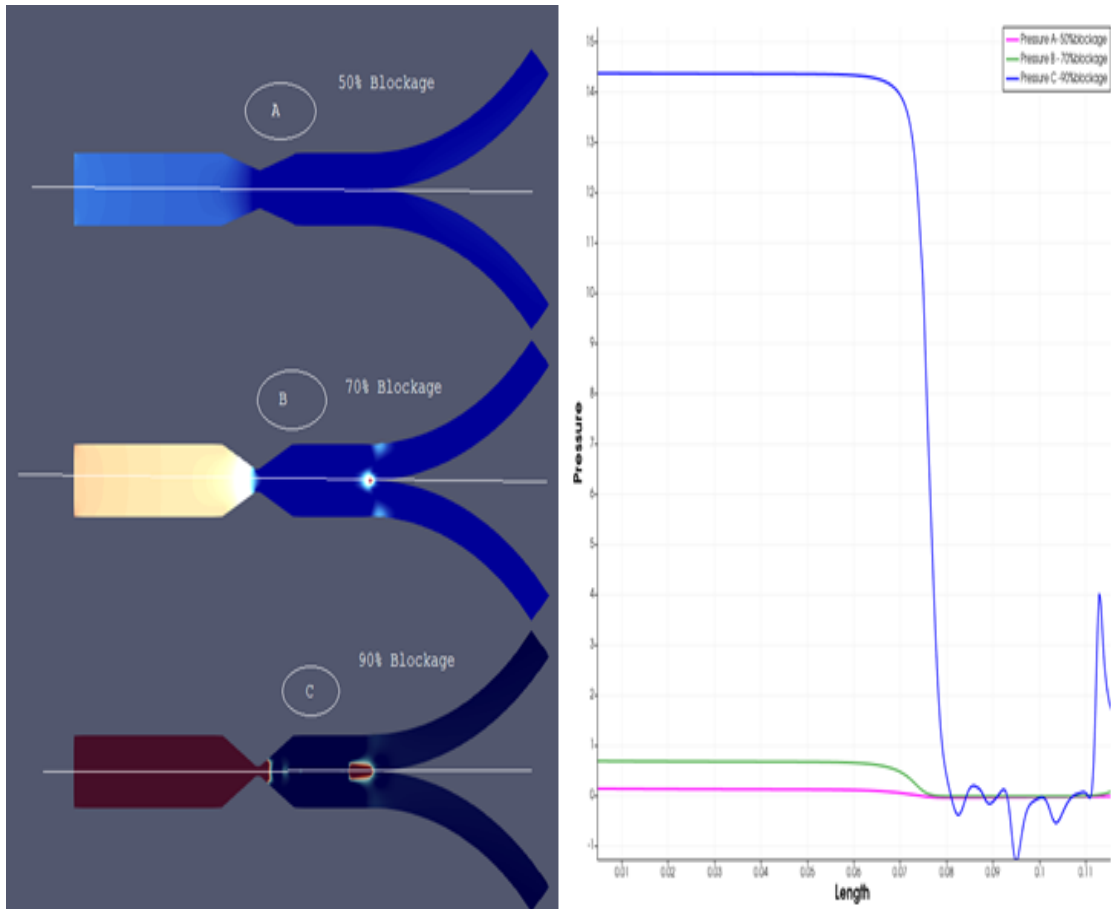 50% Blockage
A
70% Blockage
B
90% Blockage
C
Pressure A- 50%blockage
Pressure B - 70%blockage
Pressure C -90%blockage
15
14
13
12
11
10
9
8
7
6
5
4
3
2
1
0
-1
Pressure
0.01 0.02 0.03 0.04 0.05 0.06 0.07 0.08 0.09 0.1 0.11
Length